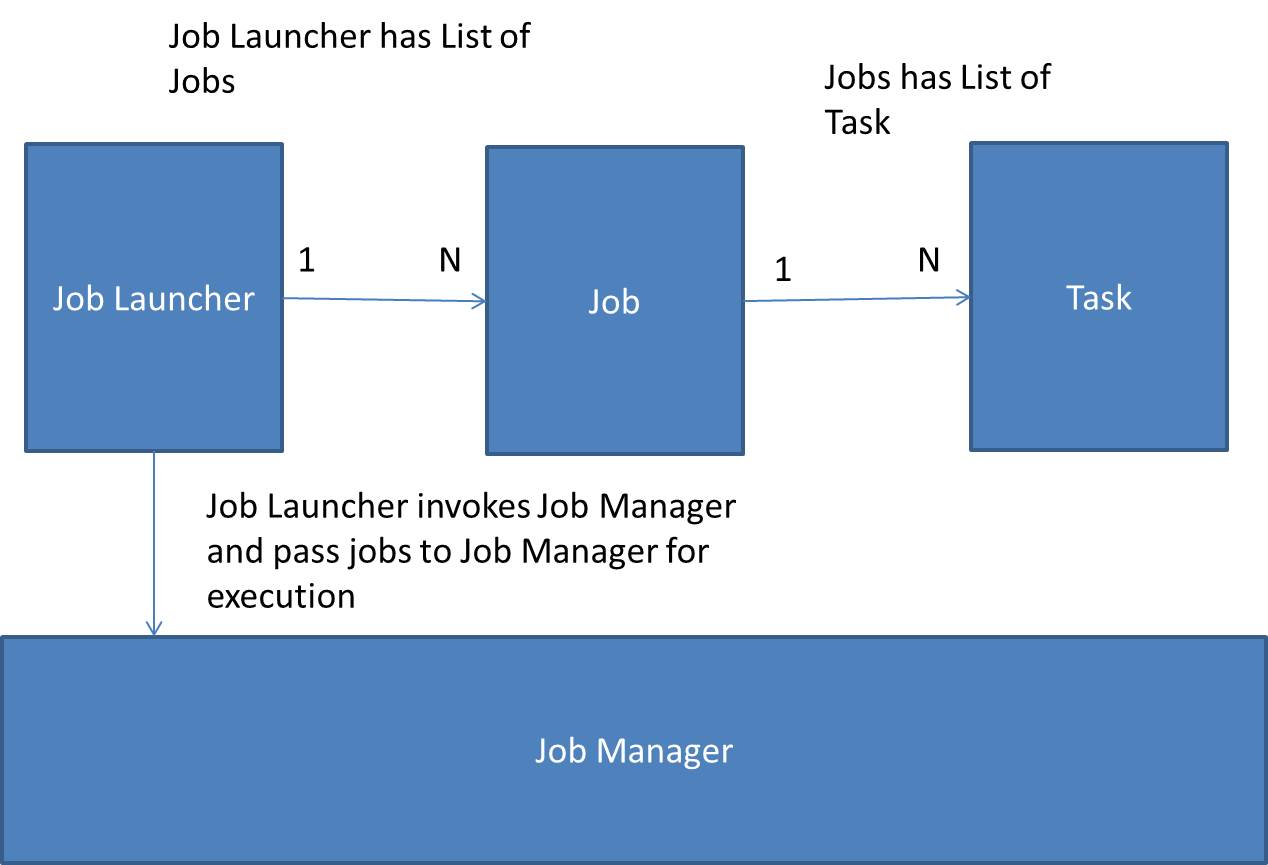 Job Launcher has List of
Jobs
Jobs has List of
Task
1
N
1
N
Job Launcher
Job
Task
Job Launcher invokes Job Manager
and pass jobs to Job Manager for
execution
Job Manager